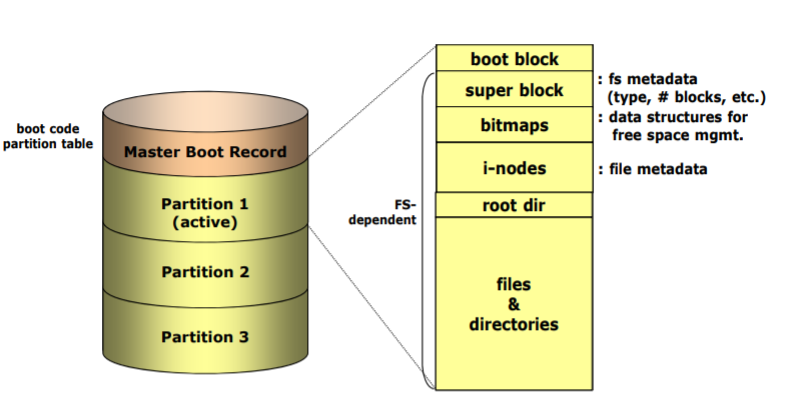 boot code
partition table
Master Boot Record
Partition 1
(active)
Partition 2
Partition 3
FS-
dependent
boot block
super block
bitmaps
i-nodes
root dir
files
&
directories
: fs metadata
(type, # blocks, etc.)
: data structures for
free space mgmt.
: file metadata